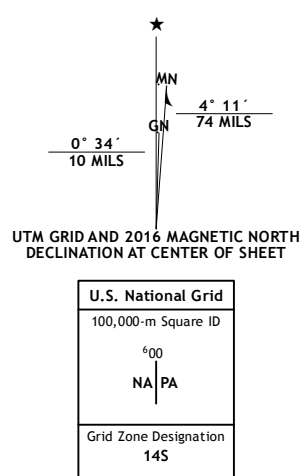 ★
MN
4° 11´
74 MILS
GN
0° 34´
10 MILS
UTM GRID AND 2016 MAGNETIC NORTH
DECLINATION AT CENTER OF SHEET
U.S. National Grid
100,000-m Square ID
⁶00
NA PA
Grid Zone Designation
14S